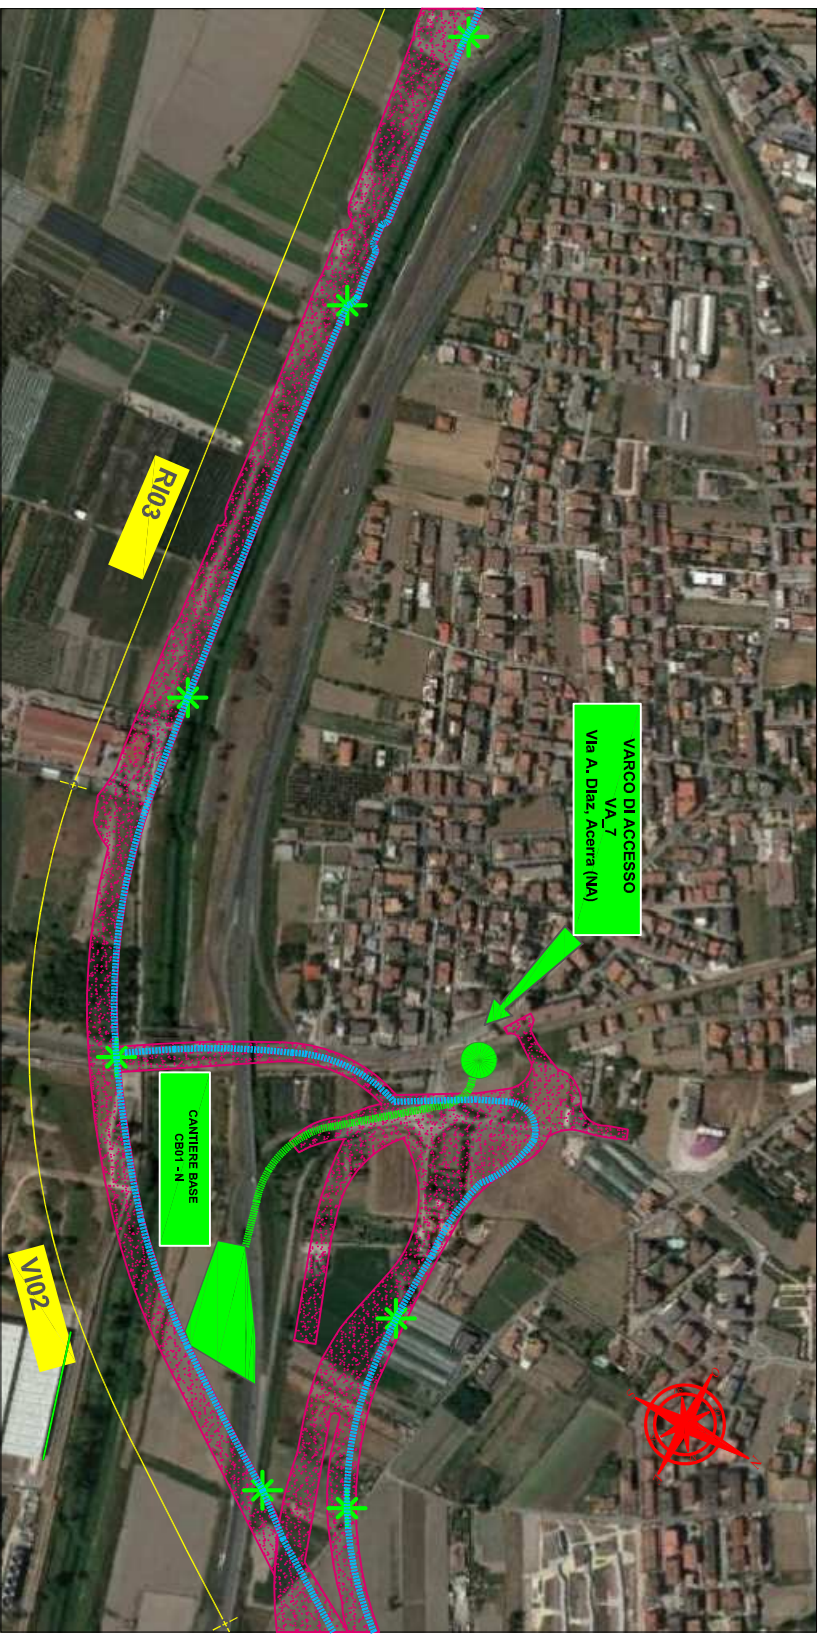 RI03
VARCO DI ACCESSO
VA_7
Via A. Diaz, Acerra (NA)
CANTIERE BASE
CB01 - N
VI02